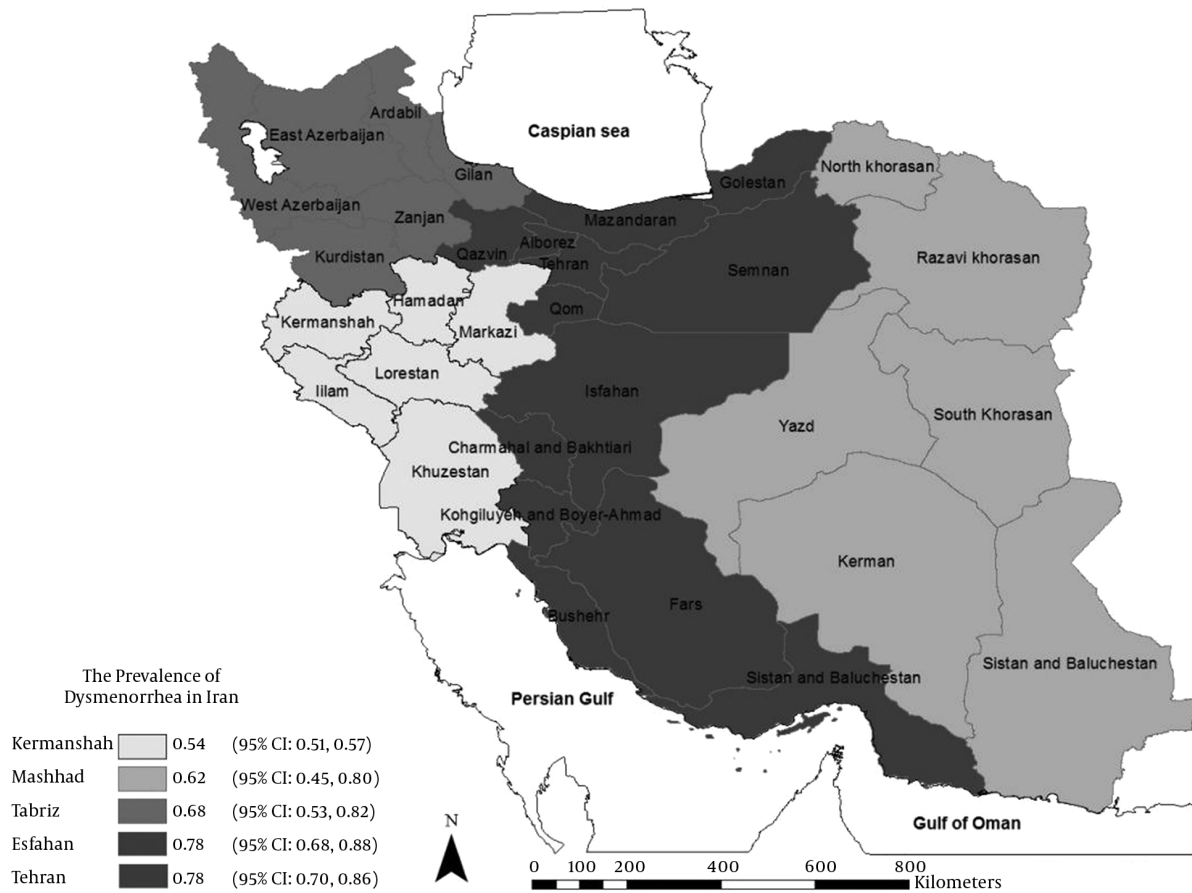 Caspian sea
Ardabil
East Azerbaijan
North khorasan
Gilan
Golestan
West Azerbaijan
Zanjan
Mazandaran
Alborez
Kurdistan
Qazvin
Tehran
Semnan
Razavi khorasan
Hamadan
Qom
Kermanshah
Markazi
Lorestan
Iilam
Isfahan
Yazd
South Khorasan
Charmahal and Bakhtiari
Khuzestan
Kohgiluyeh and Boyer-Ahmad
Kerman
Fars
Bushehr
Sistan and Baluchestan
Sistan and Baluchestan
Persian Gulf
Gulf of Oman
The Prevalence of
Dysmenorrhea in Iran
Kermanshah 0.54 (95% CI: 0.51, 0.57)
Mashhad 0.62 (95% CI: 0.45, 0.80)
Tabriz 0.68 (95% CI: 0.53, 0.82)
Esfahan 0.78 (95% CI: 0.68, 0.88)
Tehran 0.78 (95% CI: 0.70, 0.86)
N
0 100 200 400 600 800
Kilometers